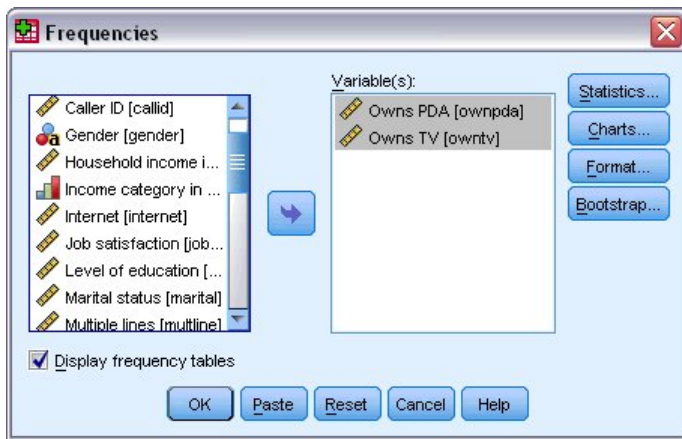 Frequencies
Variable(s):
Caller ID [callid]
Gender [gender]
Household income i...
Income category in ...
Internet [internet]
Job satisfaction [job...
Level of education [...
Marital status [marital]
Multiple lines [multline]
Owns PDA [ownpda]
Owns TV [owntv]
Statistics...
Charts...
Format...
Bootstrap...
Display frequency tables
OK Paste Reset Cancel Help